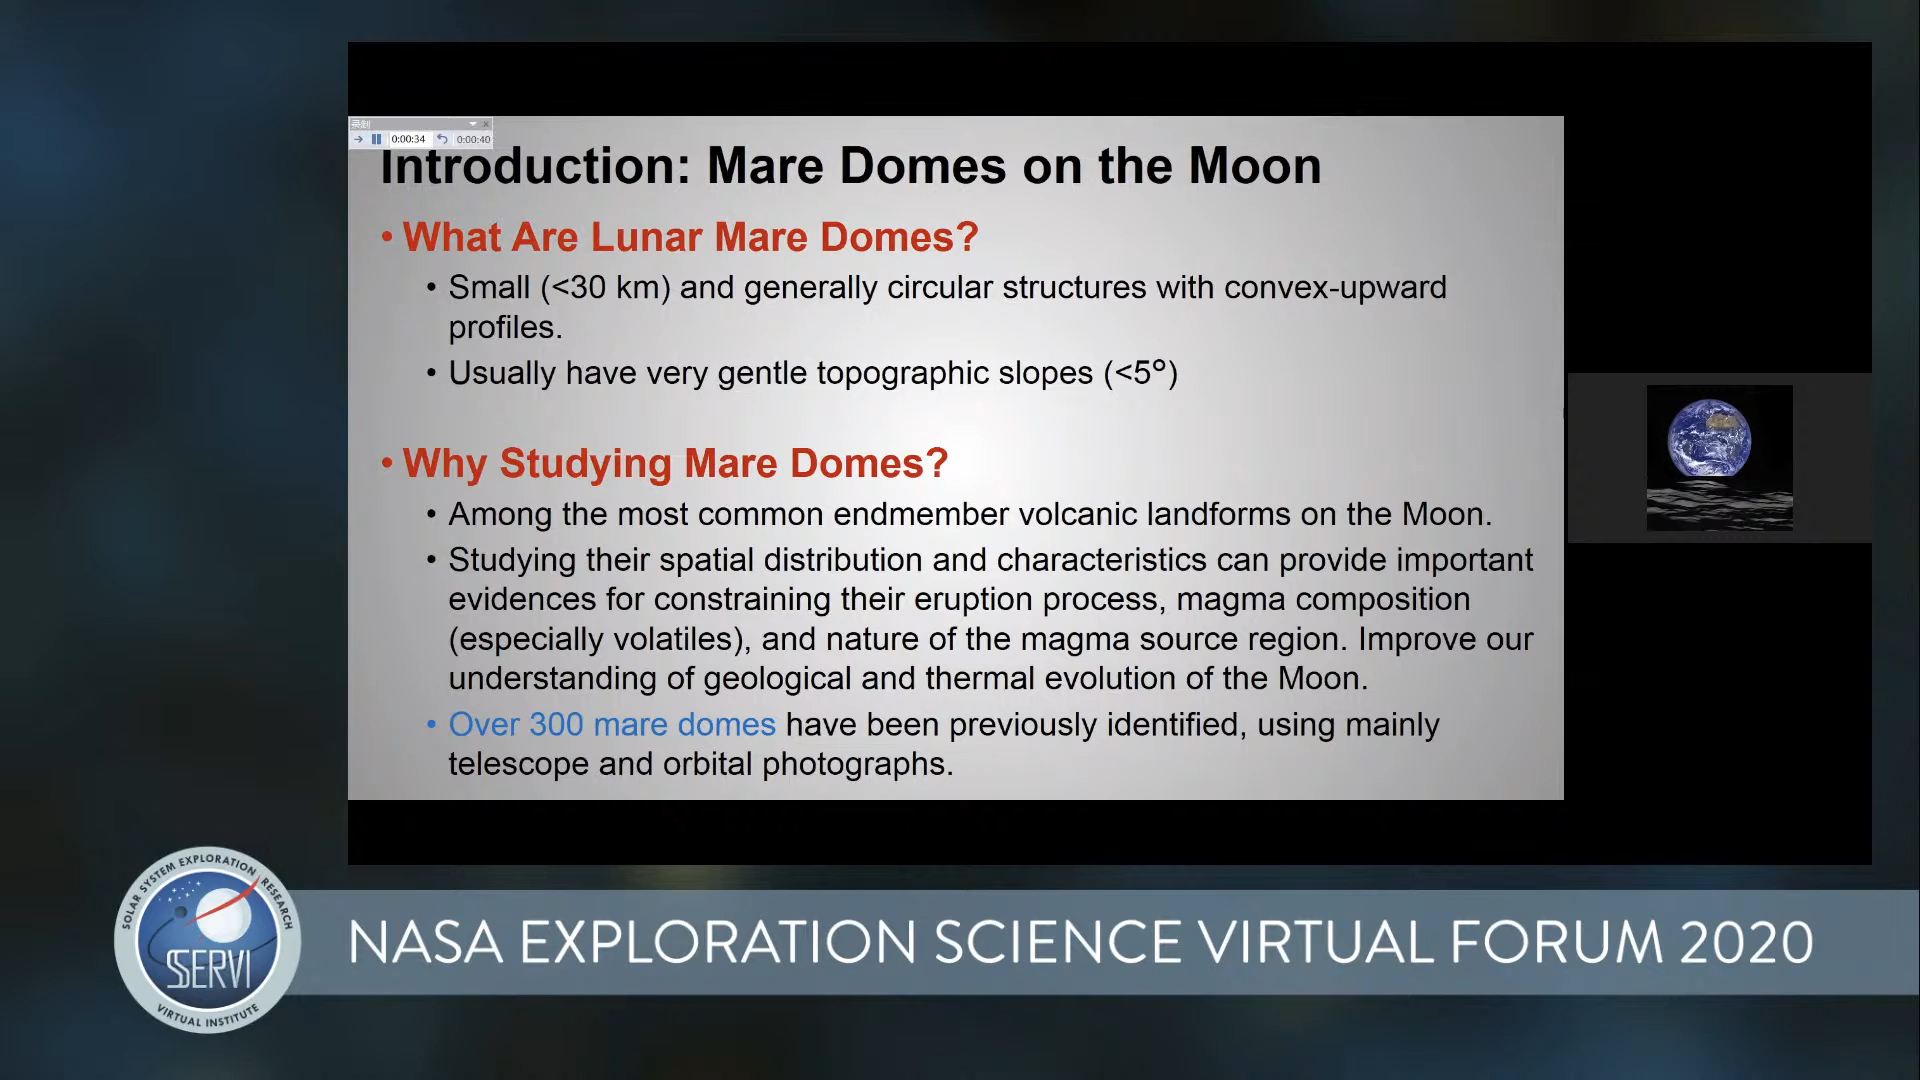 录制
0:00:34 0:00:40
Introduction: Mare Domes on the Moon
• What Are Lunar Mare Domes?
• Small (<30 km) and generally circular structures with convex-upward
profiles.
• Usually have very gentle topographic slopes (<5°)
• Why Studying Mare Domes?
• Among the most common endmember volcanic landforms on the Moon.
• Studying their spatial distribution and characteristics can provide important
evidences for constraining their eruption process, magma composition
(especially volatiles), and nature of the magma source region. Improve our
understanding of geological and thermal evolution of the Moon.
• Over 300 mare domes have been previously identified, using mainly
telescope and orbital photographs.
SOLAR SYSTEM EXPLORATION RESEARCH
SSERVI
VIRTUAL INSTITUTE
NASA EXPLORATION SCIENCE VIRTUAL FORUM 2020